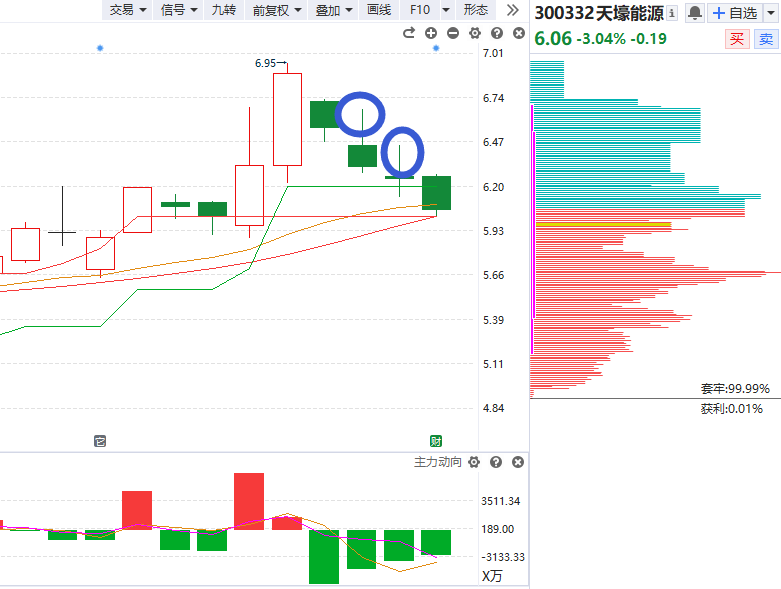 交易 信号 九转 前复权 叠加 画线 F10 形态
300332天壕能源 自选
6.06 -3.04% -0.19 买 卖
7.01
6.95
6.74
6.47
6.20
5.93
5.66
5.39
5.11
4.84
套牢:99.99%
获利:0.01%
财
主力动向
3511.34
189.00
-3133.33
X万